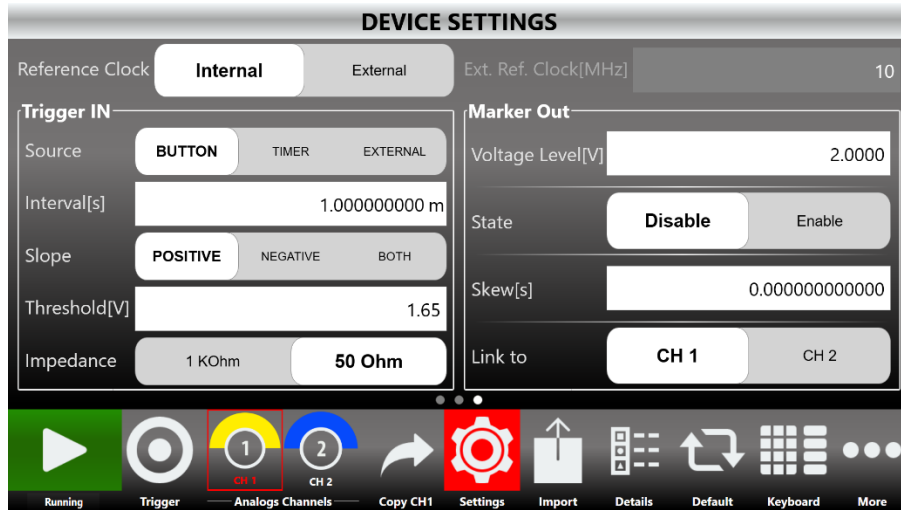 DEVICE SETTINGS
Reference Clock Internal External Ext. Ref. Clock[MHz] 10
Trigger IN
Source BUTTON TIMER EXTERNAL
Interval[s] 1.000000000 m
Slope POSITIVE NEGATIVE BOTH
Threshold[V] 1.65
Impedance 1 KOhm 50 Ohm
Marker Out
Voltage Level[V] 2.0000
State Disable Enable
Skew[s] 0.000000000000
Link to CH 1 CH 2
1 2
CH 1 CH 2
Running Trigger Analogs Channels Copy CH1 Settings Import Details Default Keyboard More